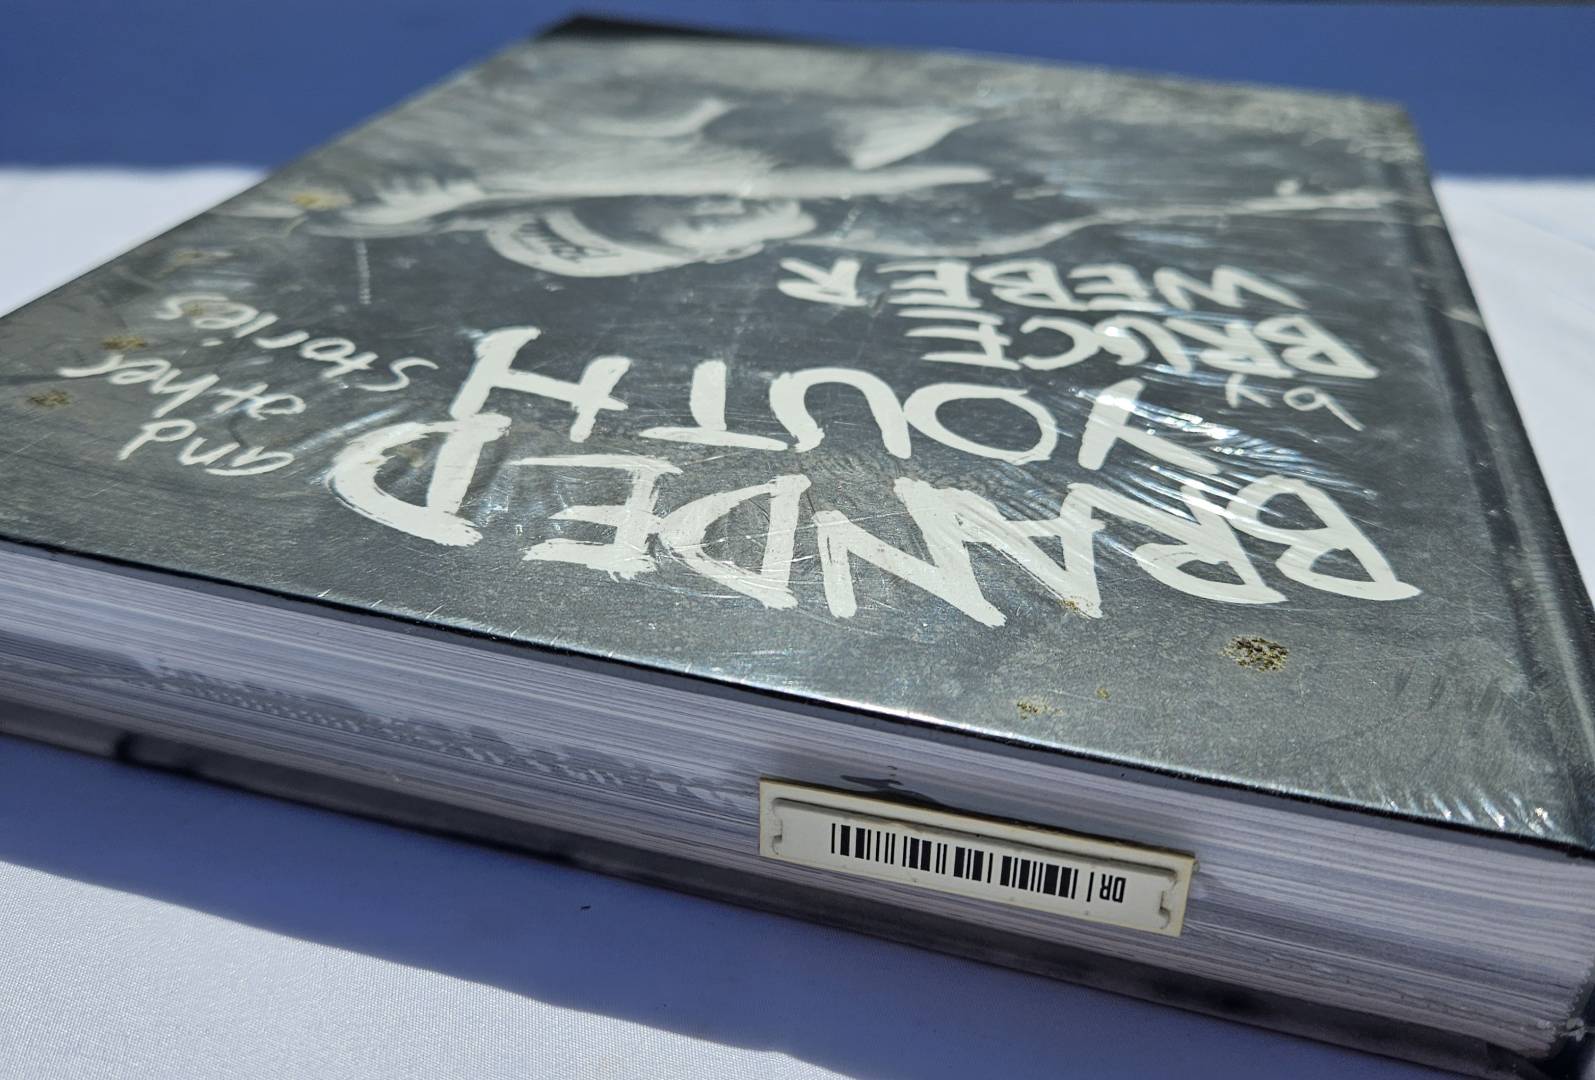 BRANDED
YOUTH
and
other
stories
by
BRUCE
WEBER
DR